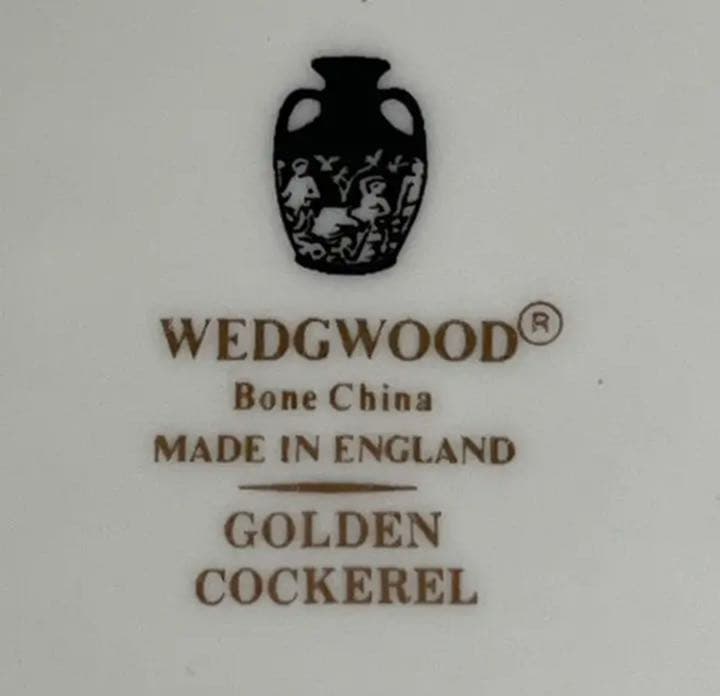 WEDGWOOD®
Bone China
MADE IN ENGLAND
GOLDEN
COCKEREL